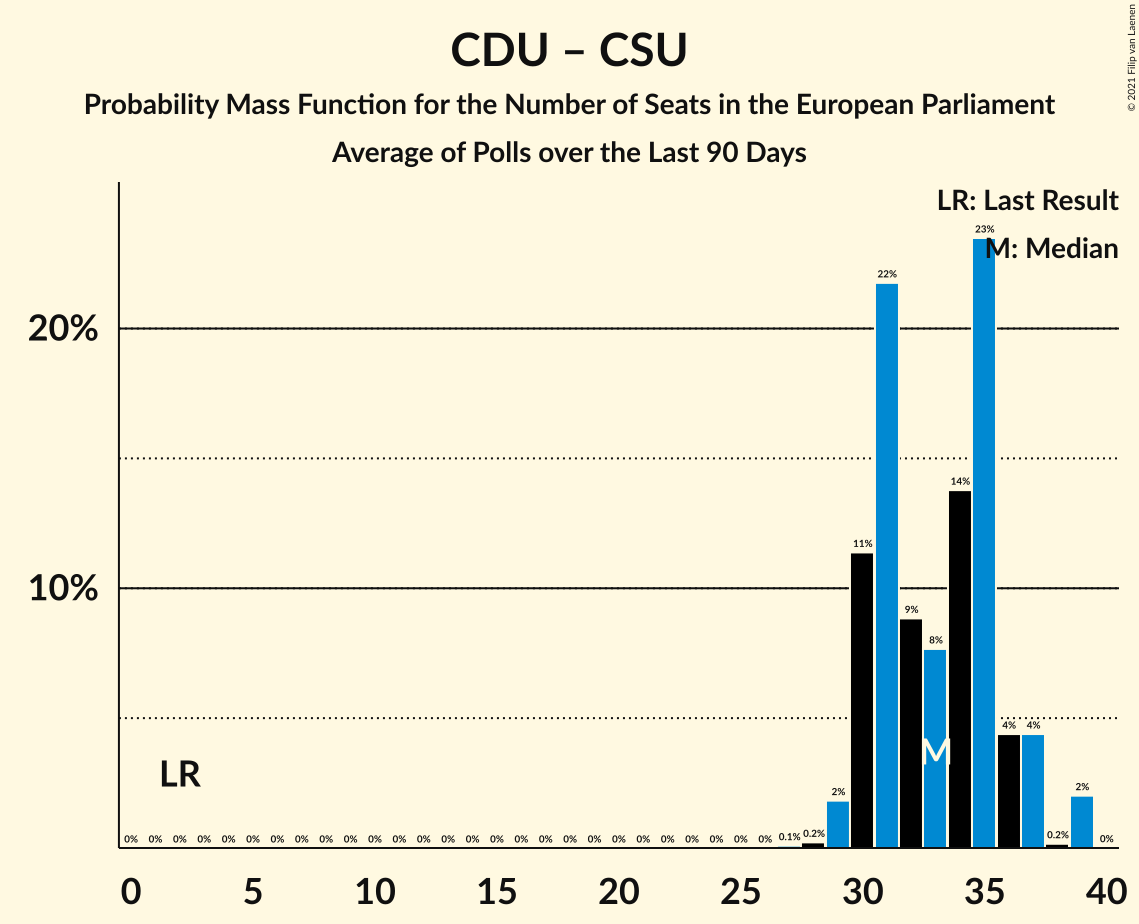 © 2021 Filip van Laenen
CDU – CSU
Probability Mass Function for the Number of Seats in the European Parliament
Average of Polls over the Last 90 Days
LR: Last Result
M: Median
23%
22%
20%
14%
11%
10%
9%
8%
4% 4%
M
LR
2% 2%
0% 0% 0% 0% 0% 0% 0% 0% 0% 0% 0% 0% 0% 0% 0% 0% 0% 0% 0% 0% 0% 0% 0% 0% 0% 0% 0% 0.1% 0.2% 0.2% 0%
0 5 10 15 20 25 30 35 40